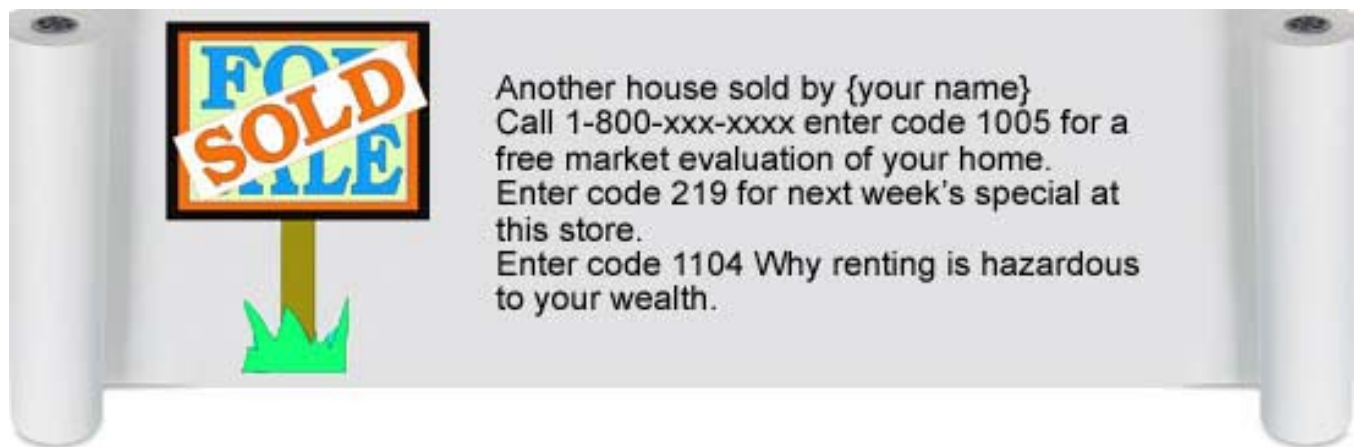 FOR
SOLD
SALE
Another house sold by {your name}
Call 1-800-xxx-xxxx enter code 1005 for a
free market evaluation of your home.
Enter code 219 for next week’s special at
this store.
Enter code 1104 Why renting is hazardous
to your wealth.